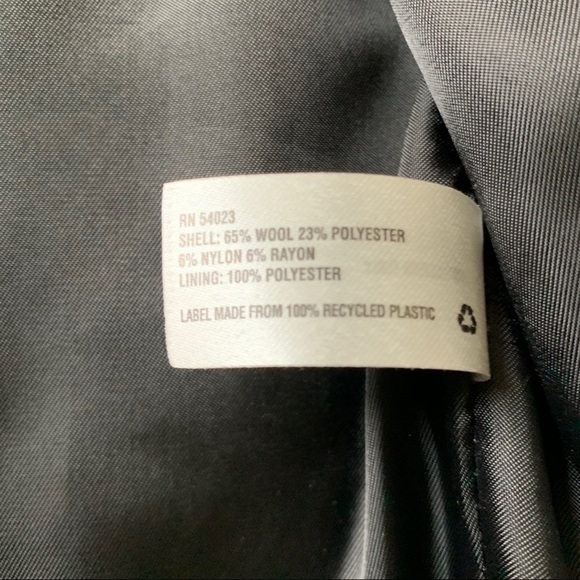 RN 54023
SHELL: 65% WOOL 23% POLYESTER
6% NYLON 6% RAYON
LINING: 100% POLYESTER
LABEL MADE FROM 100% RECYCLED PLASTIC